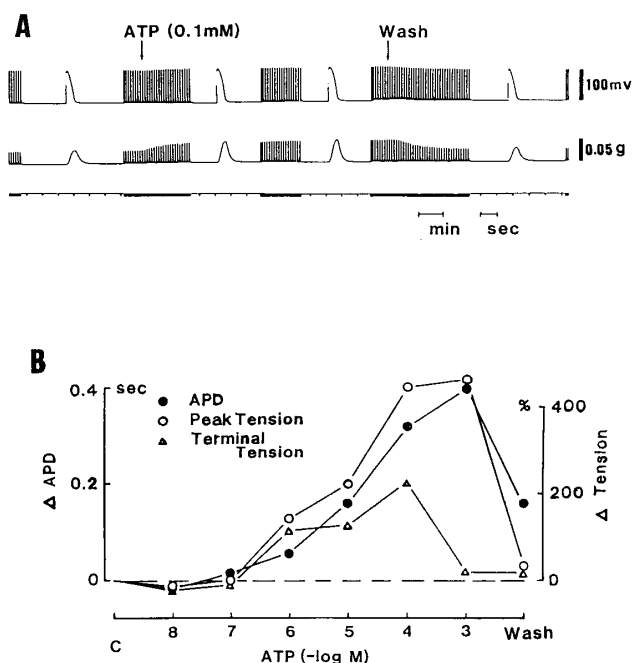 A
ATP (0.1mM)
Wash
100mv
0.05 g
min
sec
B
0.4
sec
APD
Peak Tension
Terminal
Tension
%
400
Δ APD
0.2
200
Δ Tension
0
0
C
8
7
6
5
4
3
Wash
ATP (-log M)